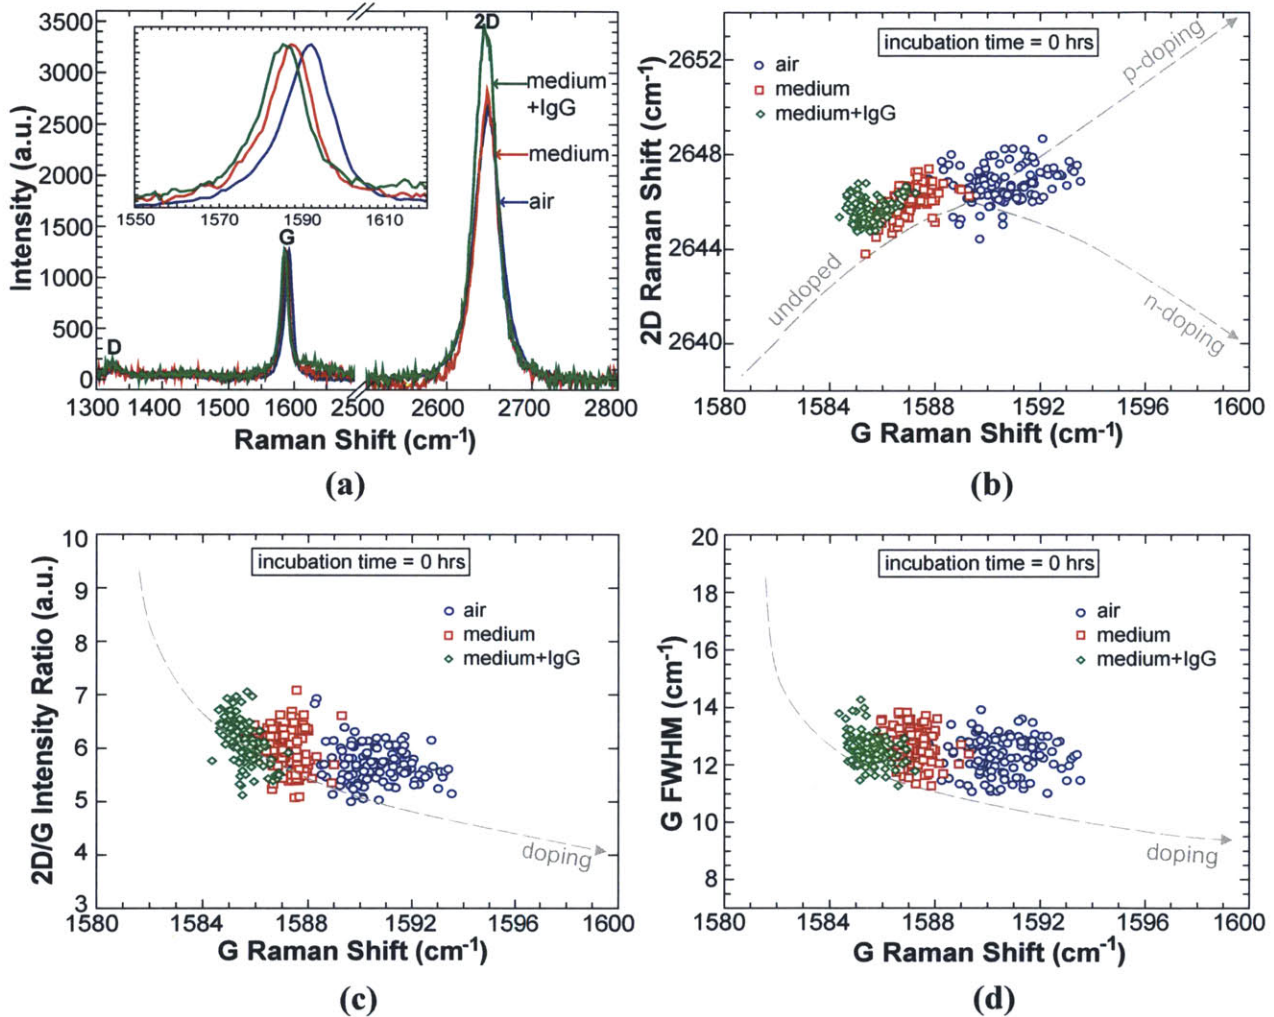 3500
3000
2500
2000
1500
1000
500
0
Intensity (a.u.)
1550 1570 1590 1610
2D
medium
+IgG
medium
air
G
D
1300 1400 1500 1600 2500 2600 2700 2800
Raman Shift (cm-1)
(a)
incubation time = 0 hrs
air
medium
medium+IgG
p-doping
undoped
n-doping
2652
2648
2644
2640
2D Raman Shift (cm-1)
1580 1584 1588 1592 1596 1600
G Raman Shift (cm-1)
(b)
incubation time = 0 hrs
air
medium
medium+IgG
doping
10
9
8
7
6
5
4
3
2D/G Intensity Ratio (a.u.)
1580 1584 1588 1592 1596 1600
G Raman Shift (cm-1)
(c)
incubation time = 0 hrs
air
medium
medium+IgG
doping
20
18
16
14
12
10
8
G FWHM (cm-1)
1580 1584 1588 1592 1596 1600
G Raman Shift (cm-1)
(d)